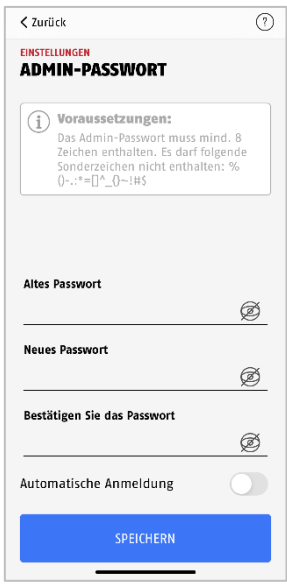 Zurück
?
EINSTELLUNGEN
ADMIN-PASSWORT
i
Voraussetzungen:
Das Admin-Passwort muss mind. 8
Zeichen enthalten. Es darf folgende
Sonderzeichen nicht enthalten: %
()-.:*=[]^_{}~!#$
Altes Passwort
Neues Passwort
Bestätigen Sie das Passwort
Automatische Anmeldung
SPEICHERN